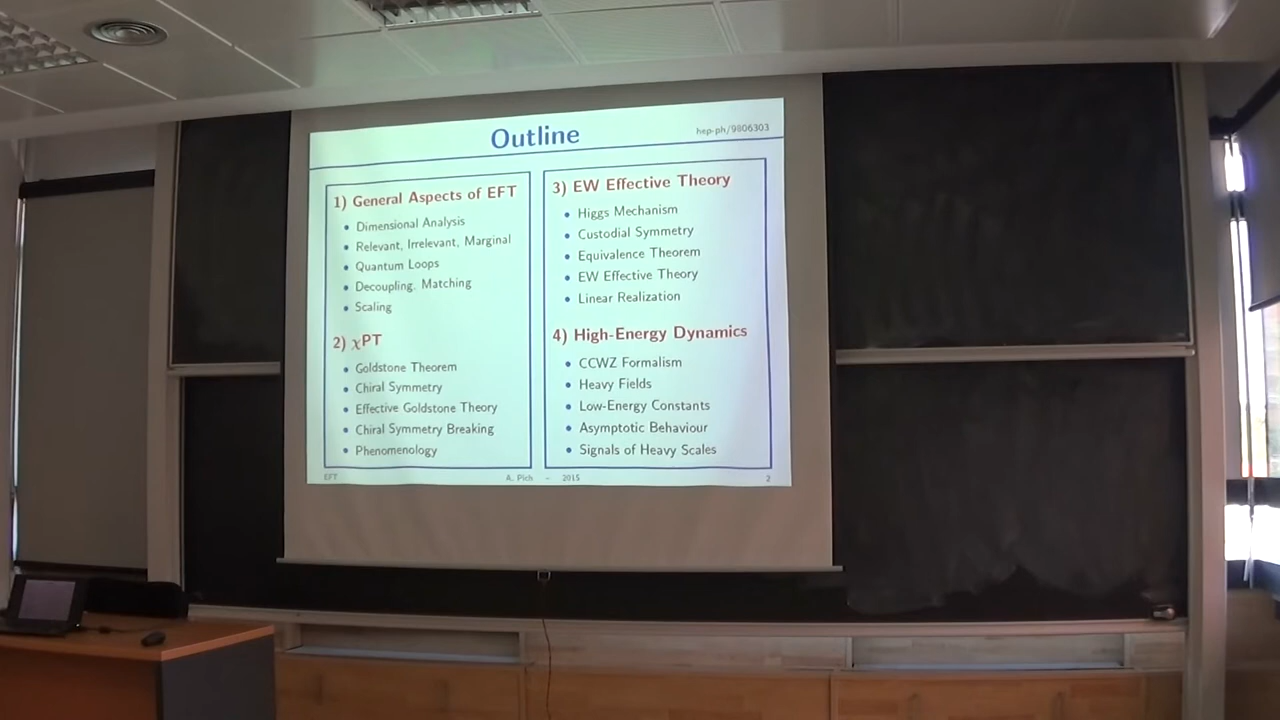 Outline
hep-ph/9806303
1) General Aspects of EFT
• Dimensional Analysis
• Relevant, Irrelevant, Marginal
• Quantum Loops
• Decoupling. Matching
• Scaling
2) χPT
• Goldstone Theorem
• Chiral Symmetry
• Effective Goldstone Theory
• Chiral Symmetry Breaking
• Phenomenology
3) EW Effective Theory
• Higgs Mechanism
• Custodial Symmetry
• Equivalence Theorem
• EW Effective Theory
• Linear Realization
4) High-Energy Dynamics
• CCWZ Formalism
• Heavy Fields
• Low-Energy Constants
• Asymptotic Behaviour
• Signals of Heavy Scales
EFT
A. Pich – 2015
2